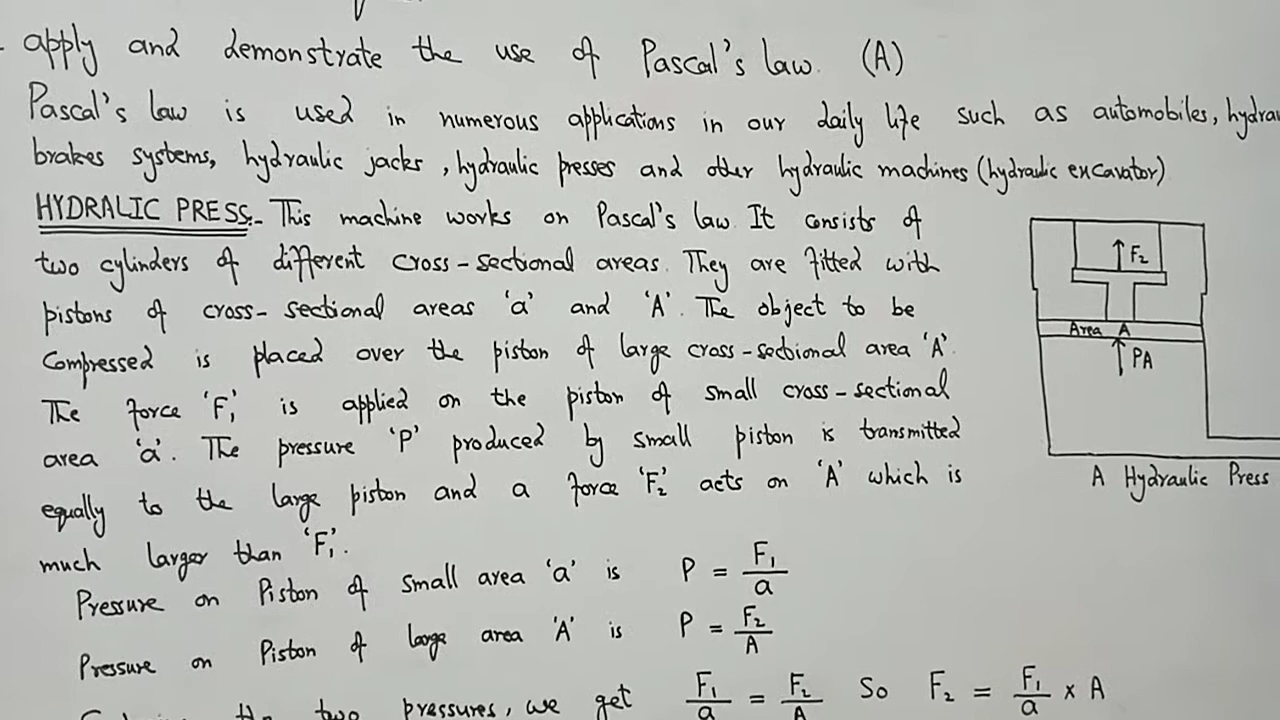 apply and demonstrate the use of Pascal's law. (A)
Pascal's law is used in numerous applications in our daily life such as automobiles,
brakes systems, hydraulic jacks, hydraulic presses and other hydraulic machines (hydraulic excavator)
HYDRALIC PRESS:- This machine works on Pascal's law. It consists of
two cylinders of different cross-sectional areas. They are fitted with
pistons of cross-sectional areas 'a' and 'A'. The object to be
Compressed is placed over the piston of large cross-sectional area 'A'.
The force 'F₁' is applied on the piston of small cross-sectional
area 'a'. The pressure 'P' produced by small piston is transmitted
equally to the large piston and a force 'F₂' acts on 'A' which is
much larger than 'F₁'.
Pressure on Piston of small area 'a' is P = F₁/a
Pressure on Piston of large area 'A' is P = F₂/A
the two pressures, we get F₁/a = F₂/A So F₂ = F₁/a × A
F₂
Area A
PA
A Hydraulic Press